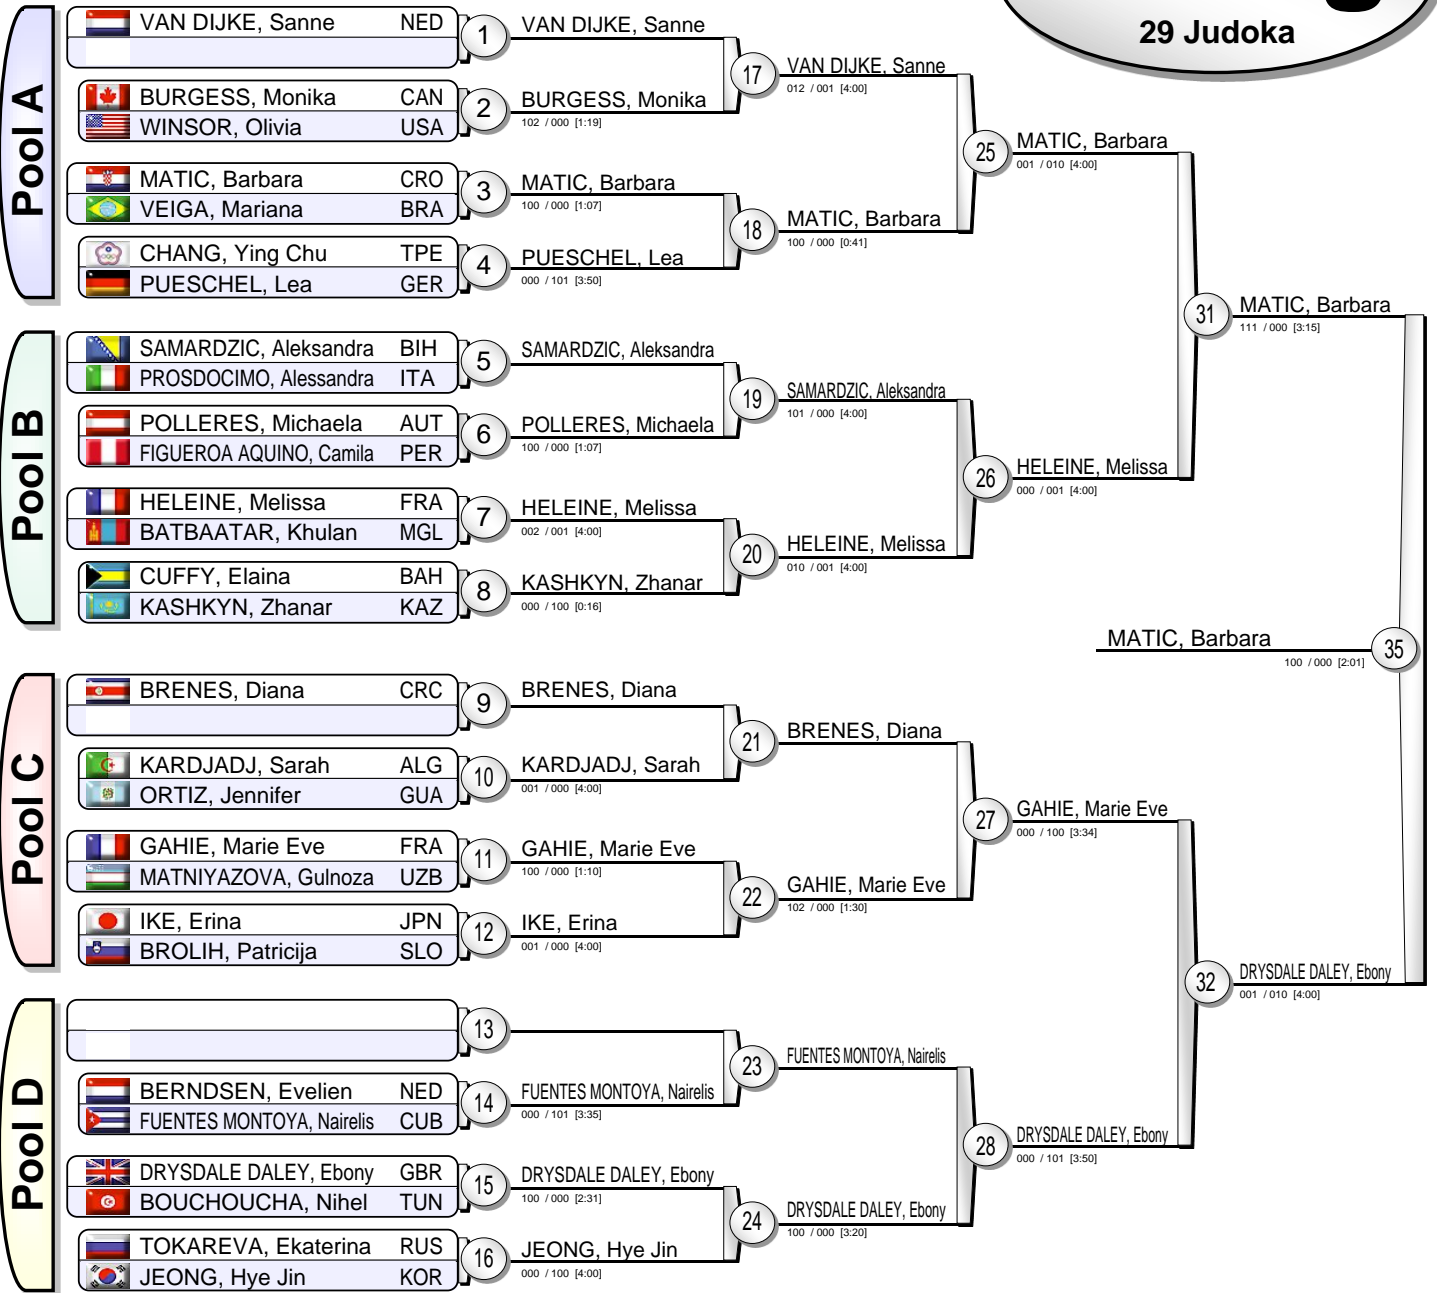 29 Judoka
Pool A
VAN DIJKE, Sanne NED
1
VAN DIJKE, Sanne
BURGESS, Monika CAN
WINSOR, Olivia USA
2
BURGESS, Monika
102 / 000 [1:19]
17
VAN DIJKE, Sanne
012 / 001 [4:00]
MATIC, Barbara CRO
VEIGA, Mariana BRA
3
MATIC, Barbara
100 / 000 [1:07]
CHANG, Ying Chu TPE
PUESCHEL, Lea GER
4
PUESCHEL, Lea
000 / 101 [3:50]
18
MATIC, Barbara
100 / 000 [0:41]
25
MATIC, Barbara
001 / 010 [4:00]
Pool B
SAMARDZIC, Aleksandra BIH
PROSDOCIMO, Alessandra ITA
5
SAMARDZIC, Aleksandra
POLLERES, Michaela AUT
FIGUEROA AQUINO, Camila PER
6
POLLERES, Michaela
100 / 000 [1:07]
19
SAMARDZIC, Aleksandra
101 / 000 [4:00]
HELEINE, Melissa FRA
BATBAATAR, Khulan MGL
7
HELEINE, Melissa
002 / 001 [4:00]
CUFFY, Elaina BAH
KASHKYN, Zhanar KAZ
8
KASHKYN, Zhanar
000 / 100 [0:16]
20
HELEINE, Melissa
010 / 001 [4:00]
26
HELEINE, Melissa
000 / 001 [4:00]
31
MATIC, Barbara
111 / 000 [3:15]
MATIC, Barbara
100 / 000 [2:01]
35
Pool C
BRENES, Diana CRC
9
BRENES, Diana
KARDJADJ, Sarah ALG
ORTIZ, Jennifer GUA
10
KARDJADJ, Sarah
001 / 000 [4:00]
21
BRENES, Diana
GAHIE, Marie Eve FRA
MATNIYAZOVA, Gulnoza UZB
11
GAHIE, Marie Eve
100 / 000 [1:10]
IKE, Erina JPN
BROLIH, Patricija SLO
12
IKE, Erina
001 / 000 [4:00]
22
GAHIE, Marie Eve
102 / 000 [1:30]
27
GAHIE, Marie Eve
000 / 100 [3:34]
Pool D
13
BERNDSEN, Evelien NED
FUENTES MONTOYA, Nairelis CUB
14
FUENTES MONTOYA, Nairelis
000 / 101 [3:35]
23
FUENTES MONTOYA, Nairelis
DRYSDALE DALEY, Ebony GBR
BOUCHOUCHA, Nihel TUN
15
DRYSDALE DALEY, Ebony
100 / 000 [2:31]
TOKAREVA, Ekaterina RUS
JEONG, Hye Jin KOR
16
JEONG, Hye Jin
000 / 100 [4:00]
24
DRYSDALE DALEY, Ebony
100 / 000 [3:20]
28
DRYSDALE DALEY, Ebony
000 / 101 [3:50]
32
DRYSDALE DALEY, Ebony
001 / 010 [4:00]